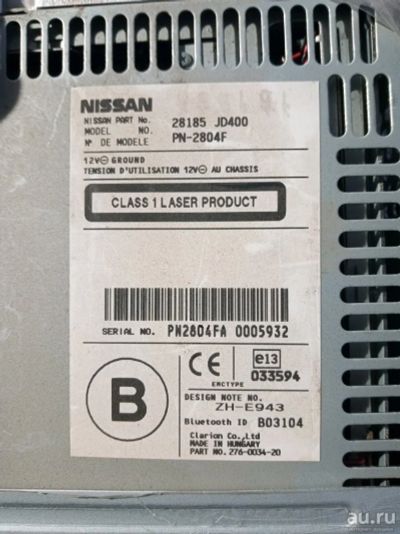 NISSAN
NISSAN PART No. 28185 JD400
MODEL NO. PN-2804F
N° DE MODELE
12V⊖ GROUND
TENSION D'UTILISATION 12V⊖ AU CHASSIS
CLASS 1 LASER PRODUCT
SERIAL NO. PN2804FA 0005932
B
CE
e13
033594
EMCTYPE
DESIGN NOTE NO.
ZH-E943
Bluetooth ID B03104
Clarion Co.,Ltd
MADE IN HUNGARY
PART NO. 276-0034-20
au.ru